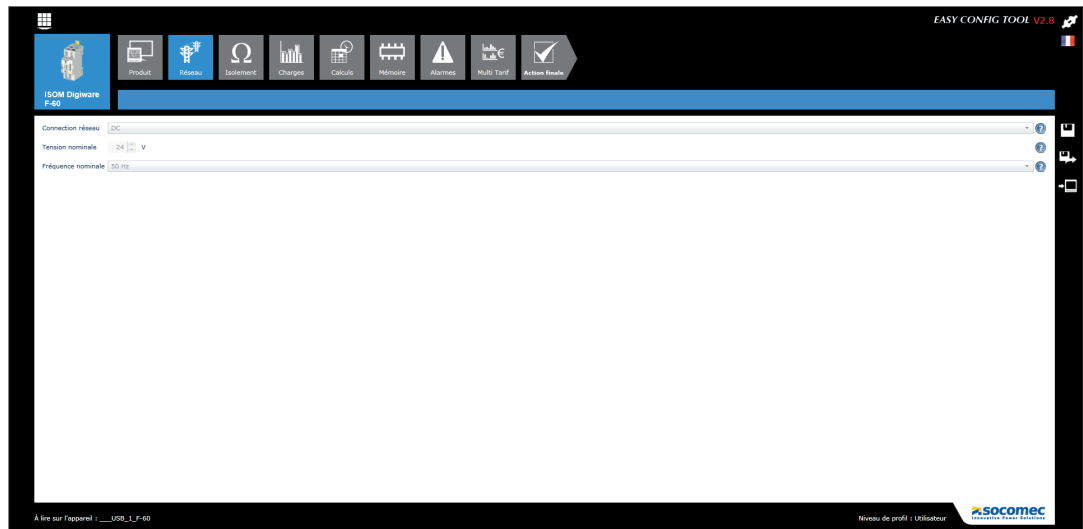 EASY CONFIG TOOL V2.8
Produit
Réseau
Ω
Isolement
Charges
Calculs
Mémoire
Alarmes
€
Multi Tarif
Action finale
ISOM Digiware
F-60
Connection réseau DC ?
Tension nominale 24 V ?
Fréquence nominale 50 Hz ?
À lire sur l'appareil : ___USB_1_F-60
Niveau de profil : Utilisateur
socomec
Innovative Power Solutions